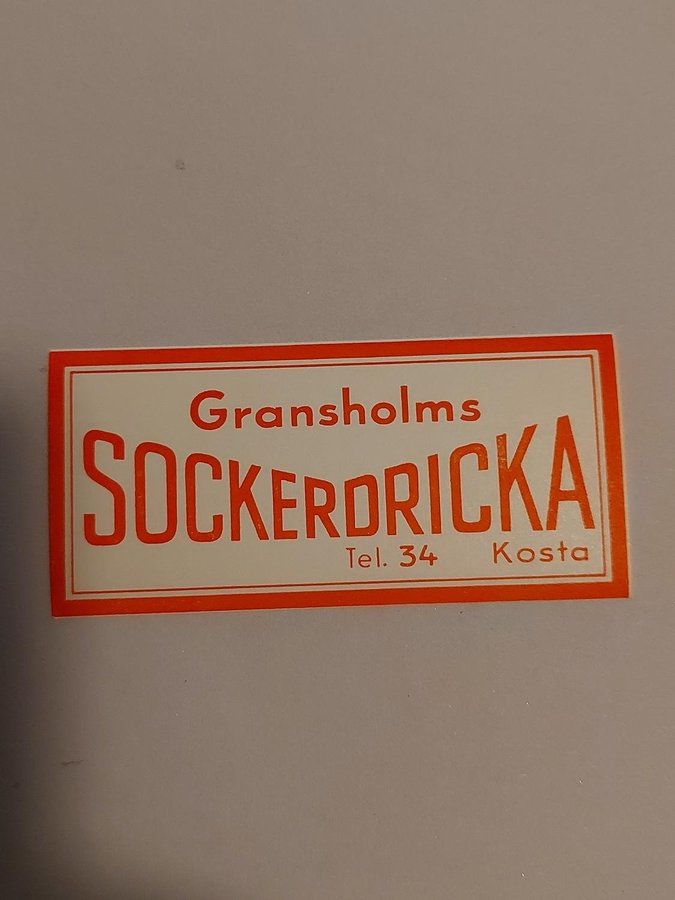 Gransholms
SOCKERDRICKA
Tel. 34 Kosta